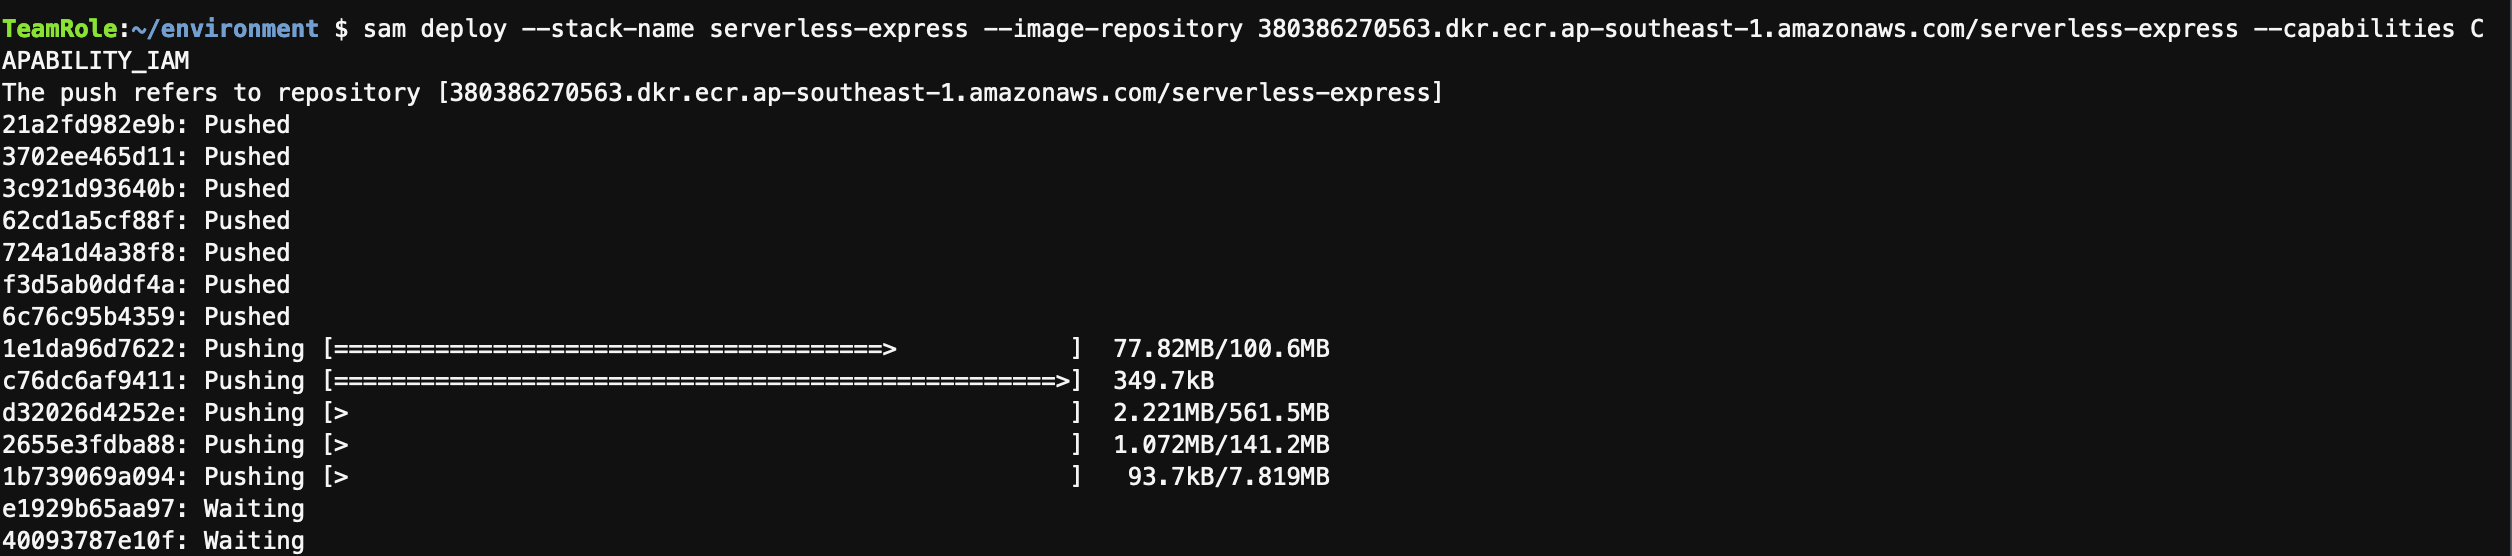 TeamRole:~/environment $ sam deploy --stack-name serverless-express --image-repository 380386270563.dkr.ecr.ap-southeast-1.amazonaws.com/serverless-express --capabilities C
APABILITY_IAM
The push refers to repository [380386270563.dkr.ecr.ap-southeast-1.amazonaws.com/serverless-express]
21a2fd982e9b: Pushed
3702ee465d11: Pushed
3c921d93640b: Pushed
62cd1a5cf88f: Pushed
724a1d4a38f8: Pushed
f3d5ab0ddf4a: Pushed
6c76c95b4359: Pushed
1e1da96d7622: Pushing [======================================>            ]  77.82MB/100.6MB
c76dc6af9411: Pushing [==================================================>]  349.7kB
d32026d4252e: Pushing [>                                                  ]  2.221MB/561.5MB
2655e3fdba88: Pushing [>                                                  ]  1.072MB/141.2MB
1b739069a094: Pushing [>                                                  ]   93.7kB/7.819MB
e1929b65aa97: Waiting
40093787e10f: Waiting